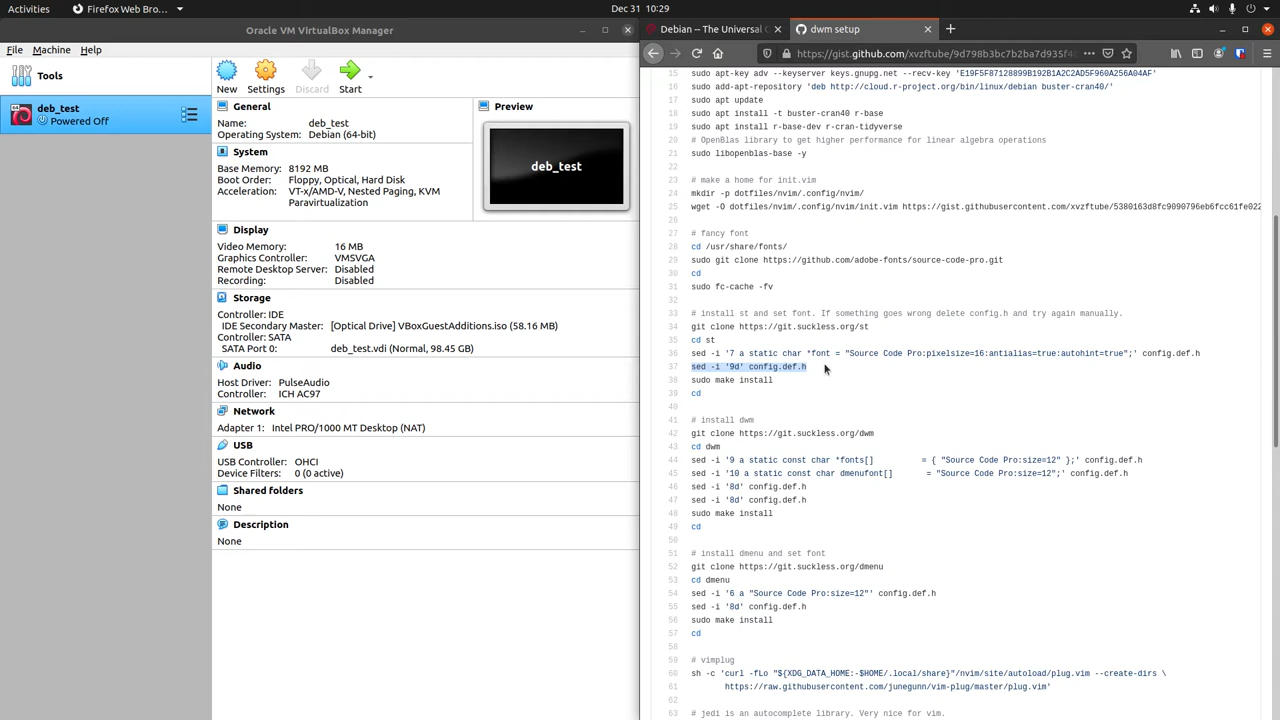 Activities
Firefox Web Bro...
Dec 31 10:29
Oracle VM VirtualBox Manager
File Machine Help
Tools
New Settings Discard Start
deb_test
Powered Off
General
Name: deb_test
Operating System: Debian (64-bit)
System
Base Memory: 8192 MB
Boot Order: Floppy, Optical, Hard Disk
Acceleration: VT-x/AMD-V, Nested Paging, KVM
Paravirtualization
Preview
deb_test
Display
Video Memory: 16 MB
Graphics Controller: VMSVGA
Remote Desktop Server: Disabled
Recording: Disabled
Storage
Controller: IDE
IDE Secondary Master: [Optical Drive] VBoxGuestAdditions.iso (58.16 MB)
Controller: SATA
SATA Port 0: deb_test.vdi (Normal, 98.45 GB)
Audio
Host Driver: PulseAudio
Controller: ICH AC97
Network
Adapter 1: Intel PRO/1000 MT Desktop (NAT)
USB
USB Controller: OHCI
Device Filters: 0 (0 active)
Shared folders
None
Description
None
Debian -- The Universal O
dwm setup
https://gist.github.com/xvzftube/9d798b3bc7b2ba7d935f4
15 sudo apt-key adv --keyserver keys.gnupg.net --recv-key 'E19F5F87128899B192B1A2C2AD5F960A256A04AF'
16 sudo add-apt-repository 'deb http://cloud.r-project.org/bin/linux/debian buster-cran40/'
17 sudo apt update
18 sudo apt install -t buster-cran40 r-base
19 sudo apt install r-base-dev r-cran-tidyverse
20 # OpenBlas library to get higher performance for linear algebra operations
21 sudo libopenblas-base -y
22
23 # make a home for init.vim
24 mkdir -p dotfiles/nvim/.config/nvim/
25 wget -O dotfiles/nvim/.config/nvim/init.vim https://gist.githubusercontent.com/xvzftube/5380163d8fc9090796eb6fcc61fe022
26
27 # fancy font
28 cd /usr/share/fonts/
29 sudo git clone https://github.com/adobe-fonts/source-code-pro.git
30 cd
31 sudo fc-cache -fv
32
33 # install st and set font. If something goes wrong delete config.h and try again manually.
34 git clone https://git.suckless.org/st
35 cd st
36 sed -i '7 a static char *font = "Source Code Pro:pixelsize=16:antialias=true:autohint=true";' config.def.h
37 sed -i '9d' config.def.h
38 sudo make install
39 cd
40
41 # install dwm
42 git clone https://git.suckless.org/dwm
43 cd dwm
44 sed -i '9 a static const char *fonts[] = { "Source Code Pro:size=12" };' config.def.h
45 sed -i '10 a static const char dmenufont[] = "Source Code Pro:size=12";' config.def.h
46 sed -i '8d' config.def.h
47 sed -i '8d' config.def.h
48 sudo make install
49 cd
50
51 # install dmenu and set font
52 git clone https://git.suckless.org/dmenu
53 cd dmenu
54 sed -i '6 a "Source Code Pro:size=12"' config.def.h
55 sed -i '8d' config.def.h
56 sudo make install
57 cd
58
59 # vimplug
60 sh -c 'curl -fLo "${XDG_DATA_HOME:-$HOME/.local/share}"/nvim/site/autoload/plug.vim --create-dirs \
61 https://raw.githubusercontent.com/junegunn/vim-plug/master/plug.vim'
62
63 # jedi is an autocomplete library. Very nice for vim.